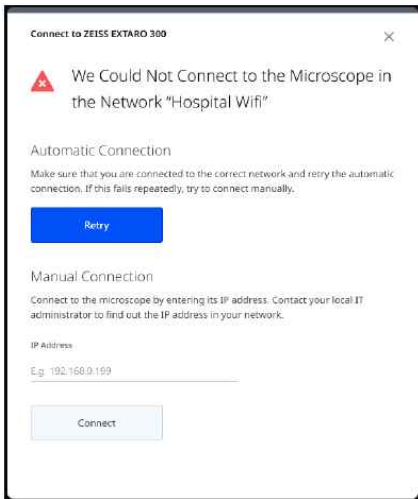 Connect to ZEISS EXTARO 300
We Could Not Connect to the Microscope in
the Network "Hospital Wifi"
Automatic Connection
Make sure that you are connected to the correct network and retry the automatic
connection. If this fails repeatedly, try to connect manually.
Retry
Manual Connection
Connect to the microscope by entering its IP address. Contact your local IT
administrator to find out the IP address in your network.
IP Address
E.g. 192.168.0.199
Connect